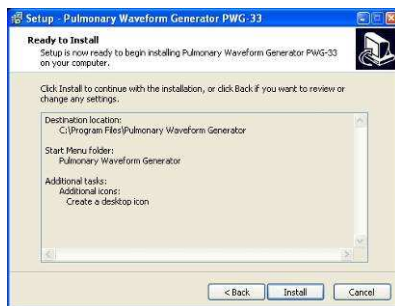 Setup - Pulmonary Waveform Generator PWG-33
Ready to Install
Setup is now ready to begin installing Pulmonary Waveform Generator PWG-33
on your computer.
Click Install to continue with the installation, or click Back if you want to review or
change any settings.
Destination location:
C:\Program Files\Pulmonary Waveform Generator
Start Menu folder:
Pulmonary Waveform Generator
Additional tasks:
Additional icons:
Create a desktop icon
< Back
Install
Cancel